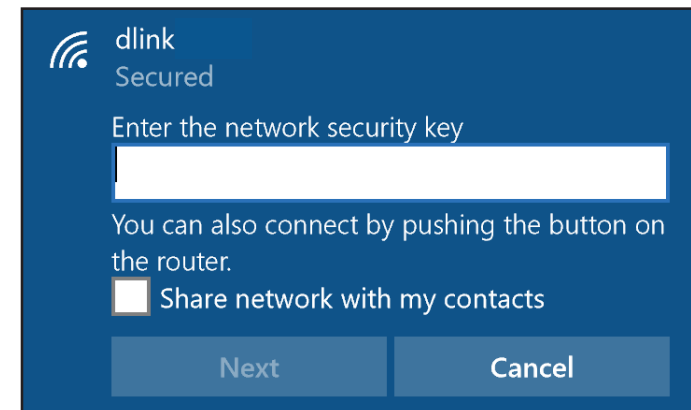 dlink
Secured
Enter the network security key
You can also connect by pushing the button on
the router.
Share network with my contacts
Next
Cancel